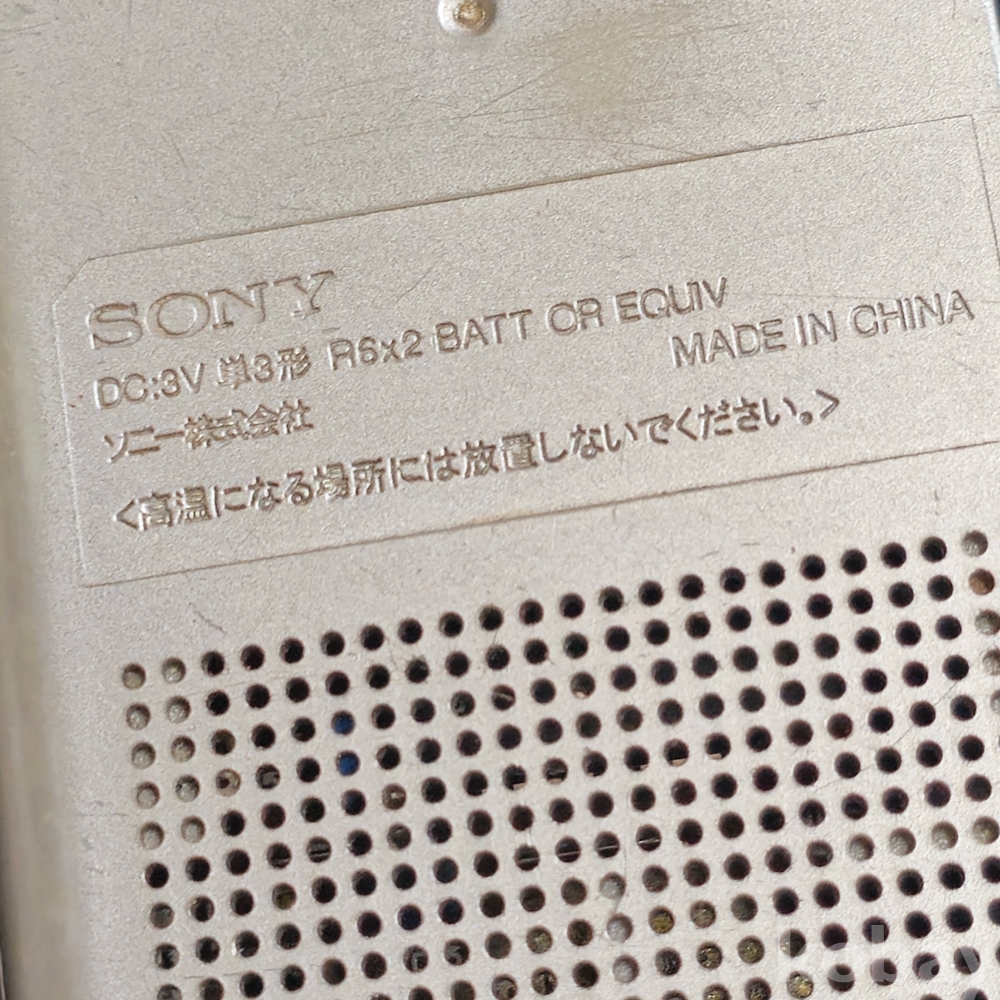 SONY
DC:3V 単3形 R6x2 BATT OR EQUIV
MADE IN CHINA
ソニー株式会社
<高温になる場所には放置しないでください。>